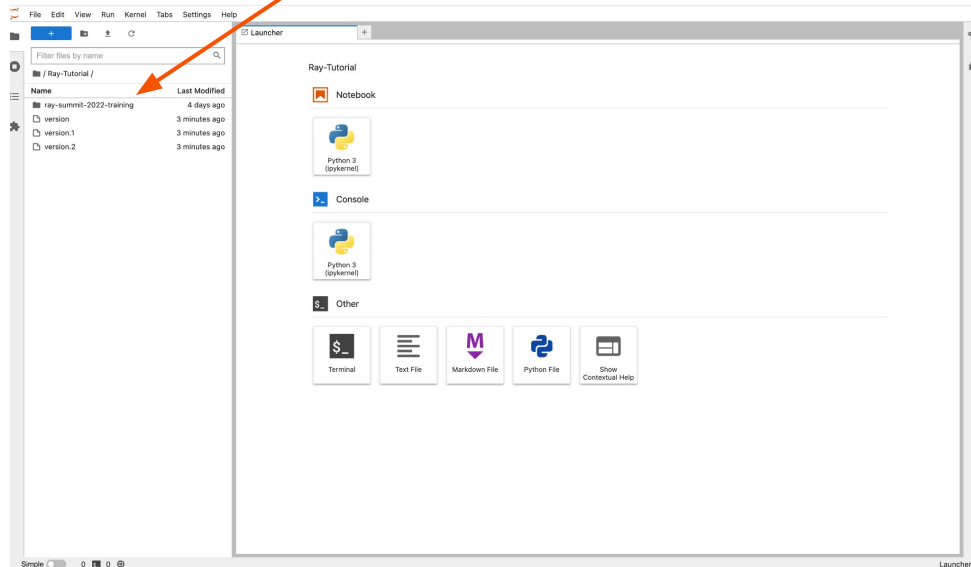 File Edit View Run Kernel Tabs Settings Help
Launcher
Filter files by name
/ Ray-Tutorial /
Name Last Modified
ray-summit-2022-training 4 days ago
version 3 minutes ago
version.1 3 minutes ago
version.2 3 minutes ago
Ray-Tutorial
Notebook
Python 3
(ipykernel)
>_ Console
Python 3
(ipykernel)
$_ Other
$_
M
Terminal
Text File
Markdown File
Python File
Show
Contextual Help
Simple 0 $_ 0
Launcher